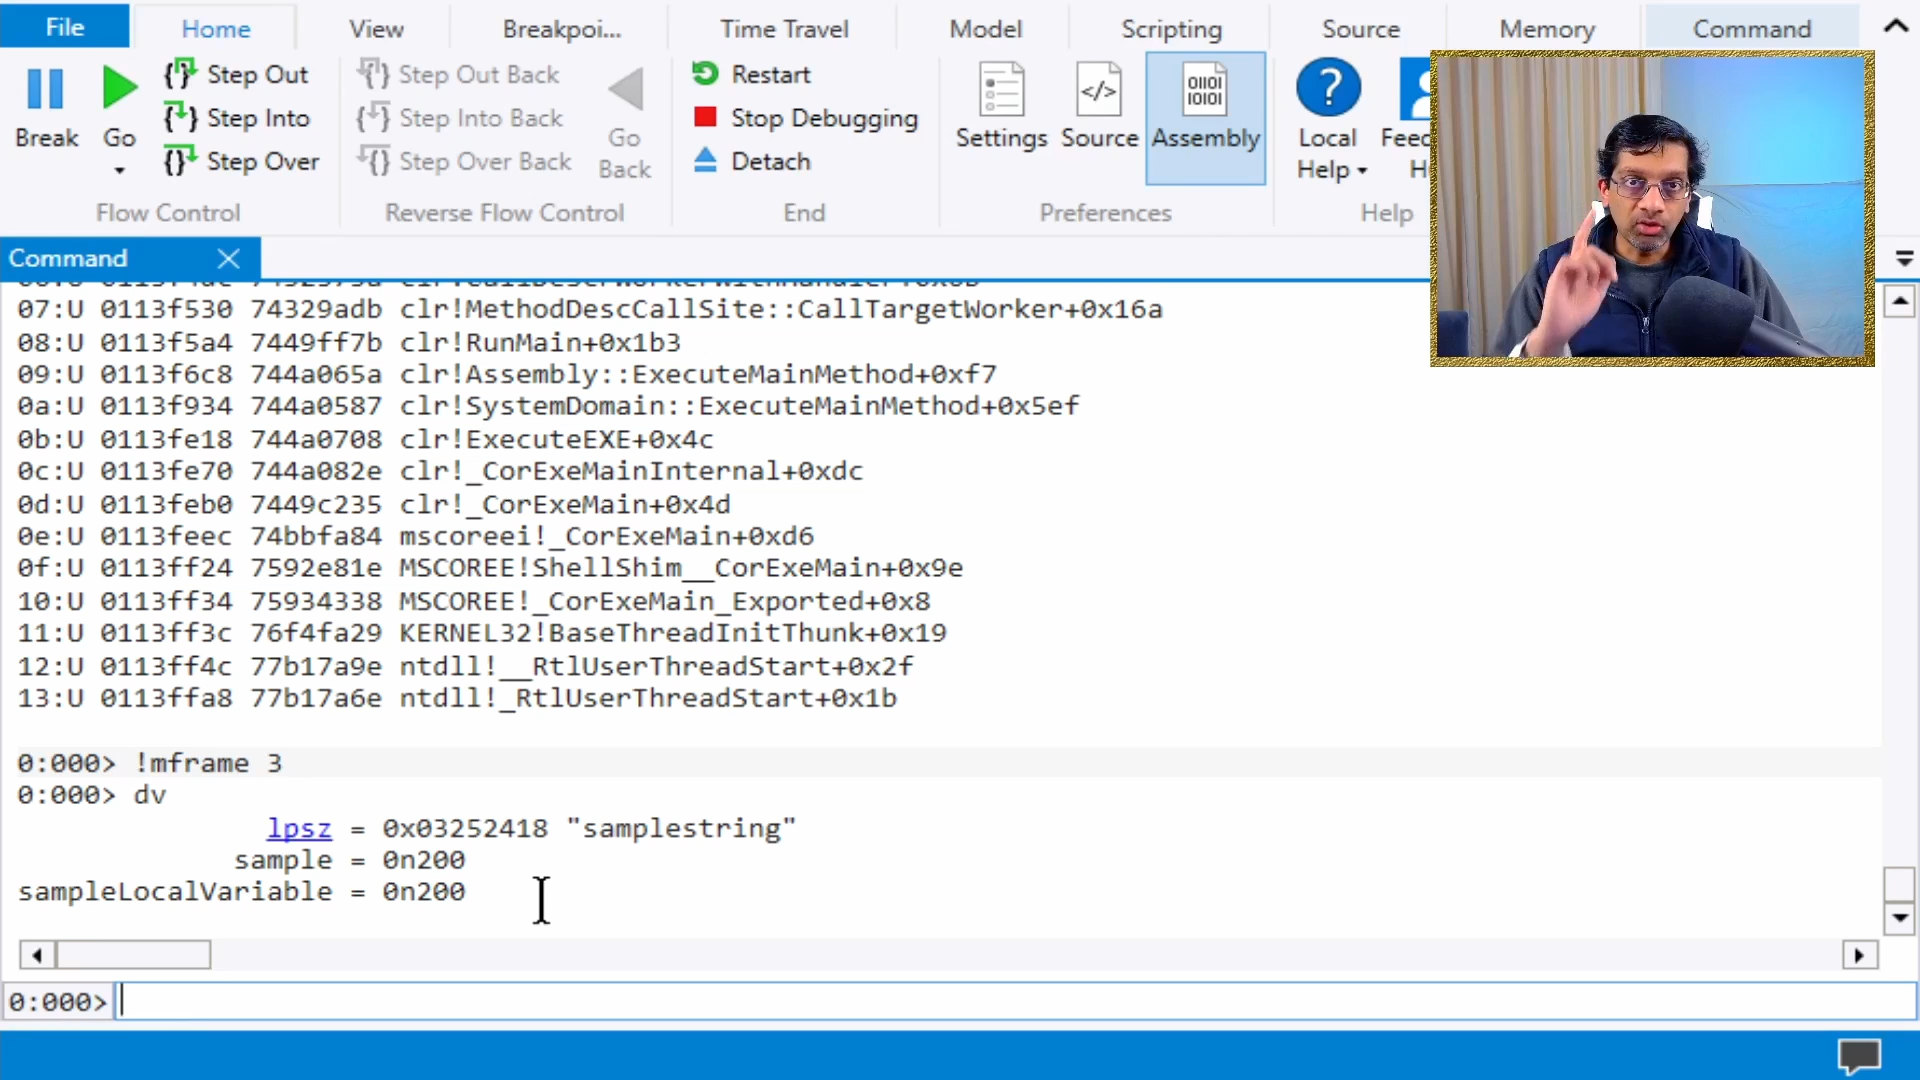 File
Home
View
Breakpoi...
Time Travel
Model
Scripting
Source
Memory
Command
Break
Go
Step Out
Step Into
Step Over
Flow Control
Step Out Back
Step Into Back
Step Over Back
Go
Back
Reverse Flow Control
Restart
Stop Debugging
Detach
End
Settings
Source
Assembly
Preferences
Local
Help
Help
Command
07:U 0113f530 74329adb clr!MethodDescCallSite::CallTargetWorker+0x16a
08:U 0113f5a4 7449ff7b clr!RunMain+0x1b3
09:U 0113f6c8 744a065a clr!Assembly::ExecuteMainMethod+0xf7
0a:U 0113f934 744a0587 clr!SystemDomain::ExecuteMainMethod+0x5ef
0b:U 0113fe18 744a0708 clr!ExecuteEXE+0x4c
0c:U 0113fe70 744a082e clr!_CorExeMainInternal+0xdc
0d:U 0113feb0 7449c235 clr!_CorExeMain+0x4d
0e:U 0113feec 74bbfa84 mscoreei!_CorExeMain+0xd6
0f:U 0113ff24 7592e81e MSCOREE!ShellShim__CorExeMain+0x9e
10:U 0113ff34 75934338 MSCOREE!_CorExeMain_Exported+0x8
11:U 0113ff3c 76f4fa29 KERNEL32!BaseThreadInitThunk+0x19
12:U 0113ff4c 77b17a9e ntdll!__RtlUserThreadStart+0x2f
13:U 0113ffa8 77b17a6e ntdll!_RtlUserThreadStart+0x1b
0:000> !mframe 3
0:000> dv
lpsz = 0x03252418 "samplestring"
sample = 0n200
sampleLocalVariable = 0n200
0:000>